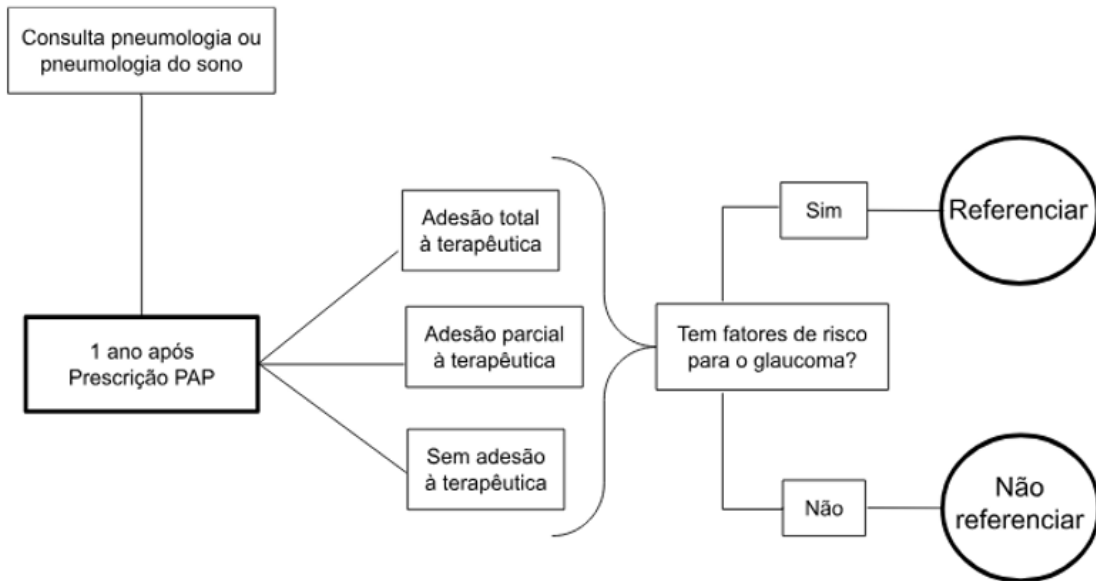 Consulta pneumologia ou
pneumologia do sono
1 ano após
Prescrição PAP
Adesão total
à terapêutica
Adesão parcial
à terapêutica
Sem adesão
à terapêutica
Tem fatores de risco
para o glaucoma?
Sim
Referenciar
Não
Não
referenciar